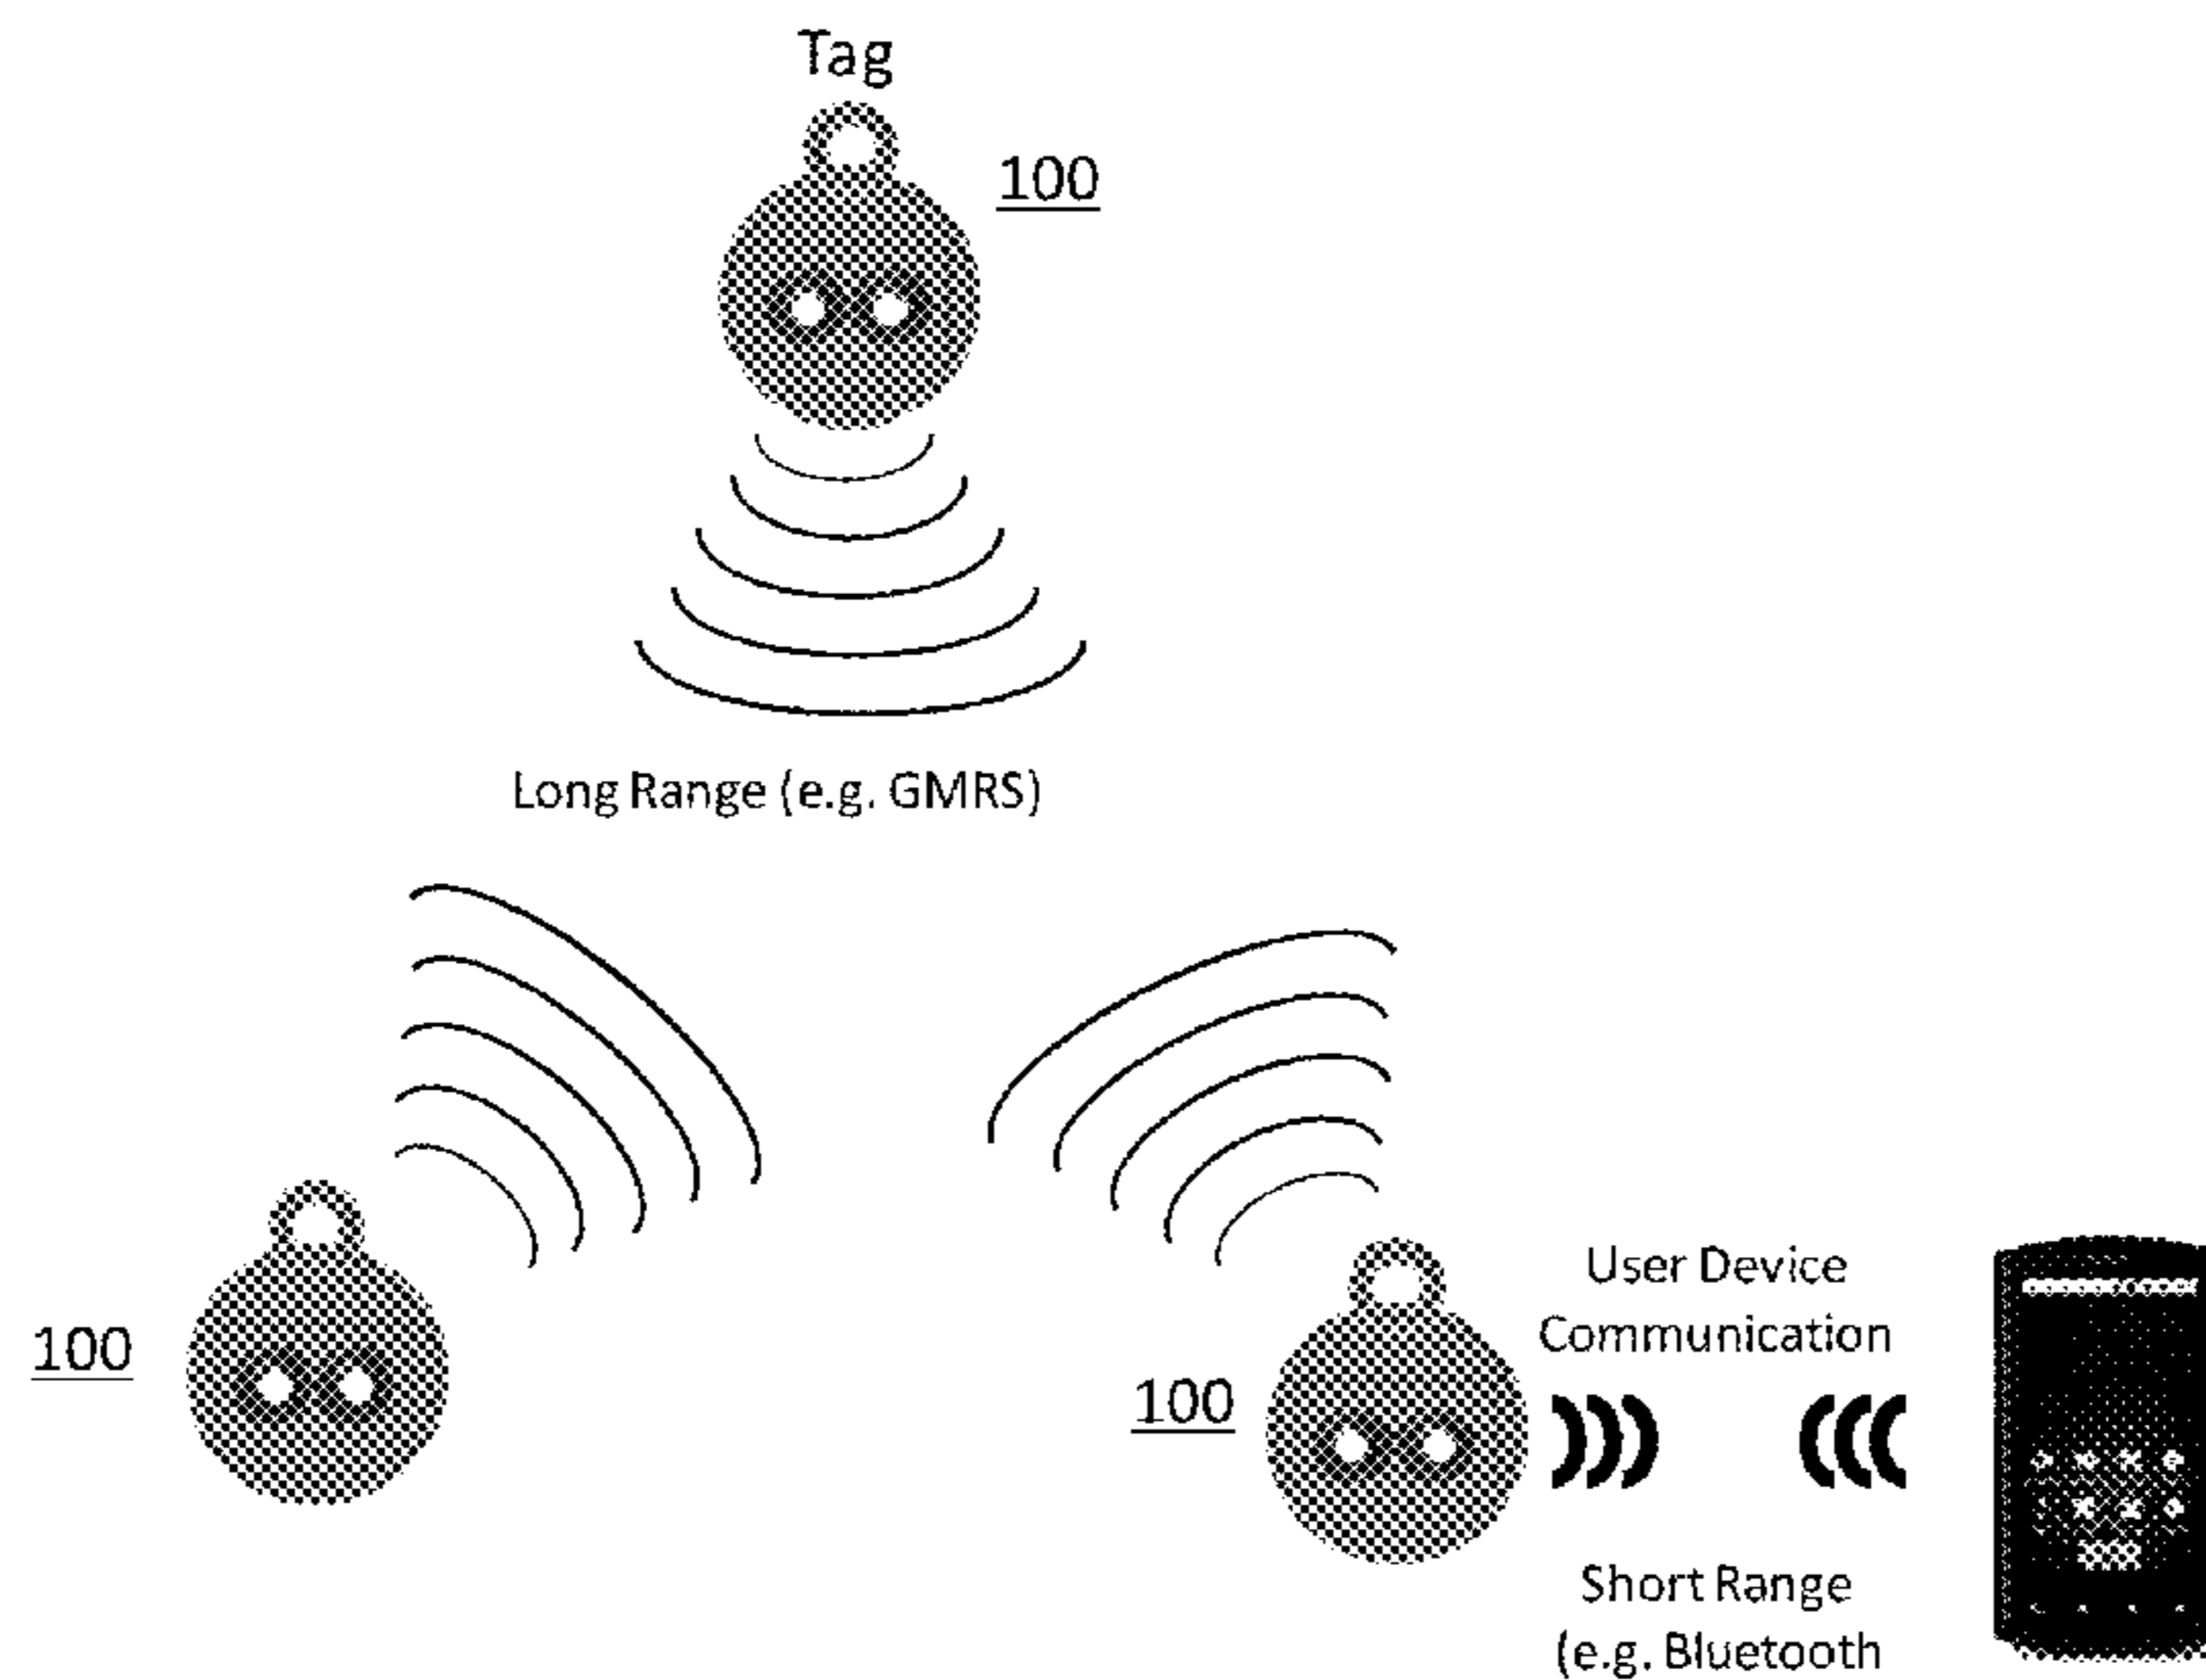 Tag
100
Long Range (e.g. GMRS)
100
100
User Device
Communication
Short Range
(e.g. Bluetooth